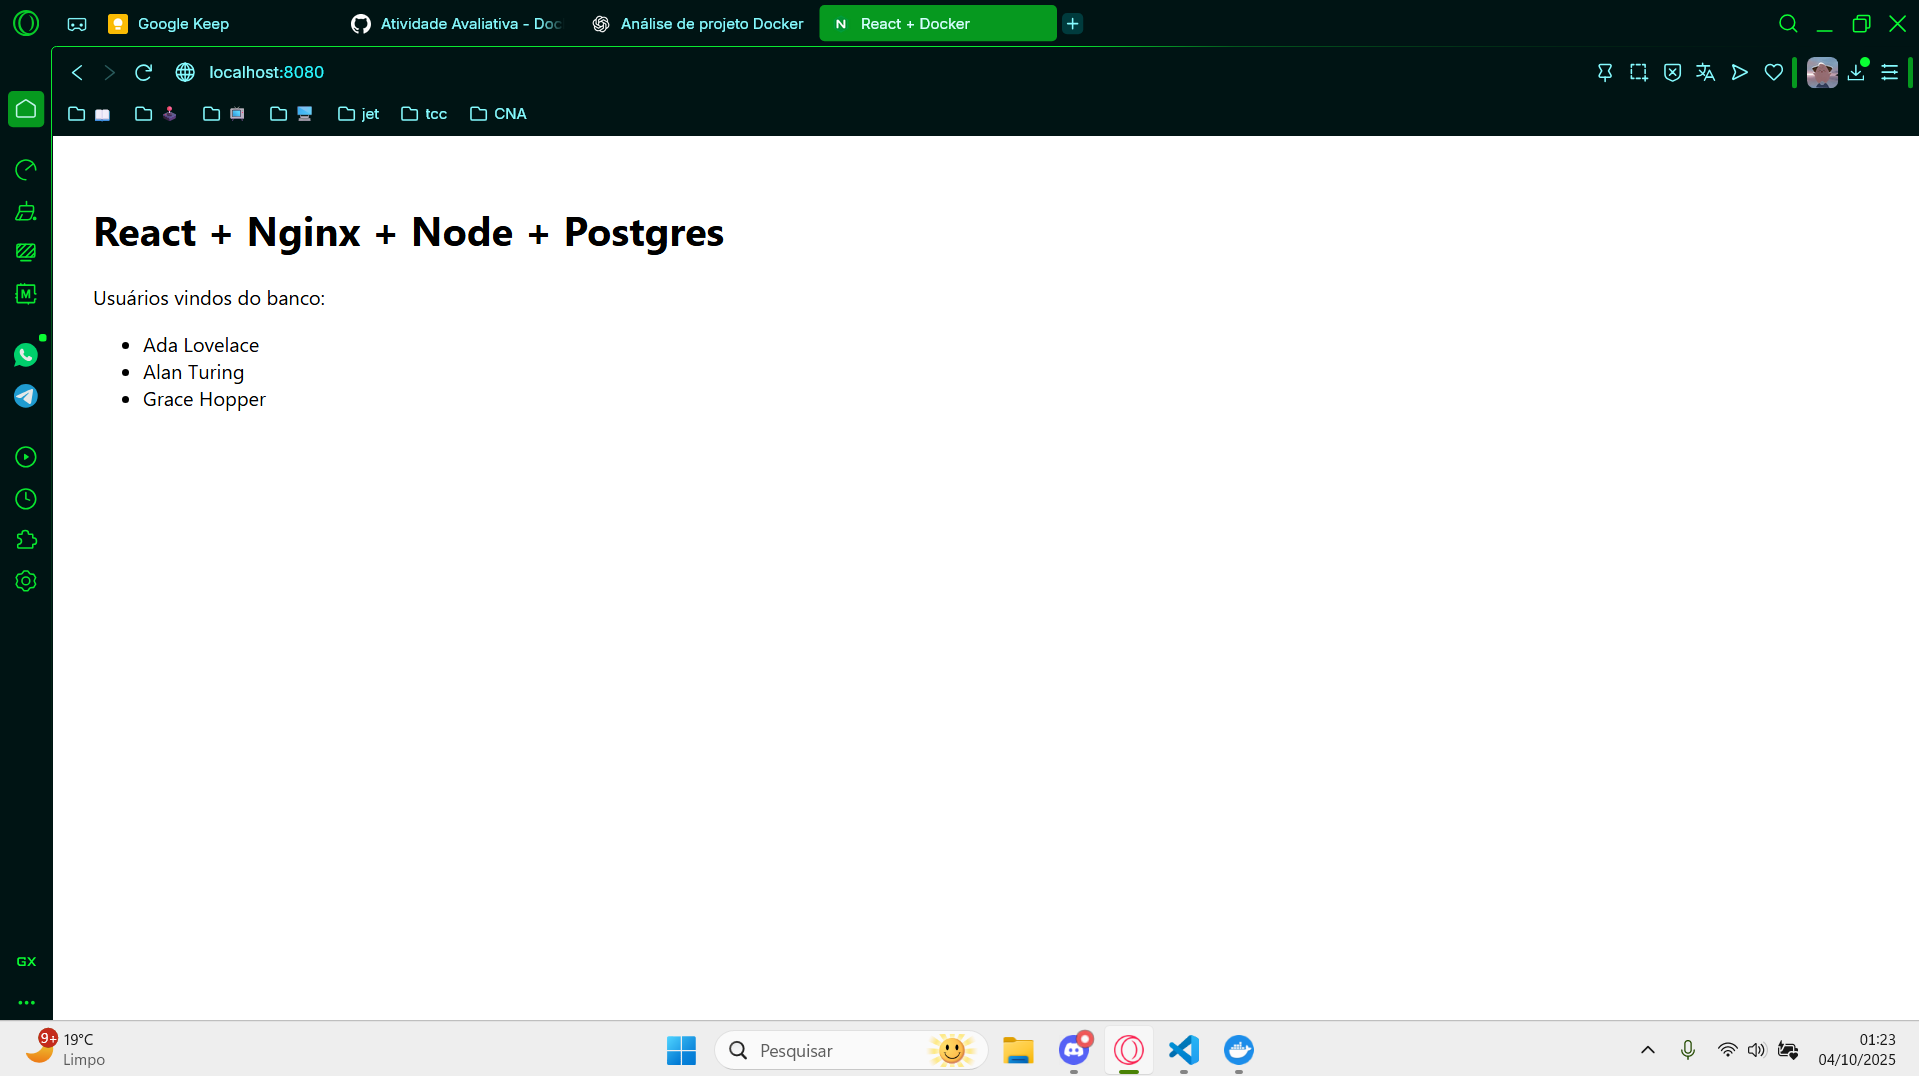 Google Keep
Atividade Avaliativa - Doc
Análise de projeto Docker
N React + Docker
localhost:8080
jet
tcc
CNA
M
React + Nginx + Node + Postgres
Usuários vindos do banco:
Ada Lovelace
Alan Turing
Grace Hopper
GX
9+
19°C
Limpo
Pesquisar
01:23
04/10/2025